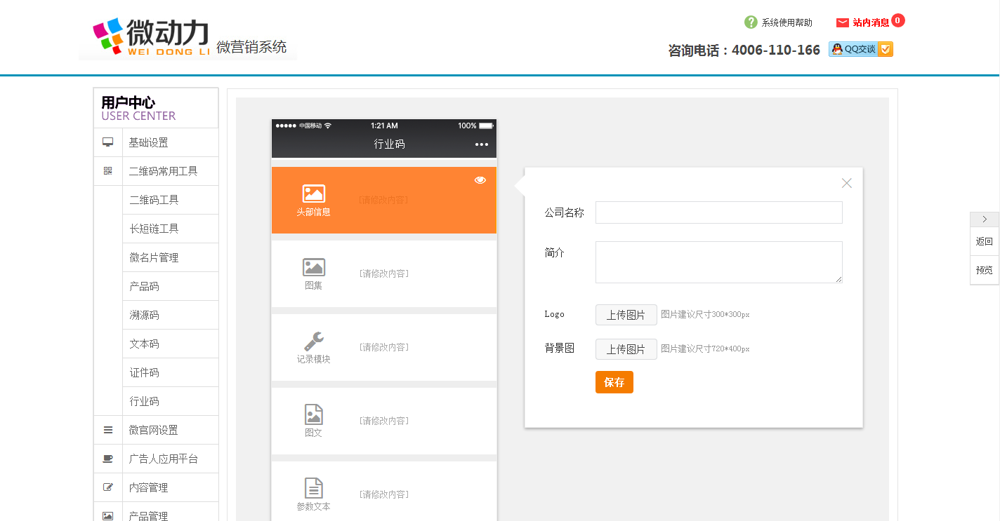 微动力
WEI DONG LI
微营销系统
系统使用帮助
站内消息 0
咨询电话：4006-110-166
QQ交谈
用户中心
USER CENTER
基础设置
二维码常用工具
二维码工具
长短链工具
微名片管理
产品码
溯源码
文本码
证件码
行业码
微官网设置
广告人应用平台
内容管理
产品管理
中国移动
1:21 AM
100%
行业码
头部信息
[请修改内容]
图集
[请修改内容]
记录模块
[请修改内容]
图文
[请修改内容]
参数文本
[请修改内容]
公司名称
简介
Logo
上传图片 图片建议尺寸300*300px
背景图
上传图片 图片建议尺寸720*400px
保存
返回
预览